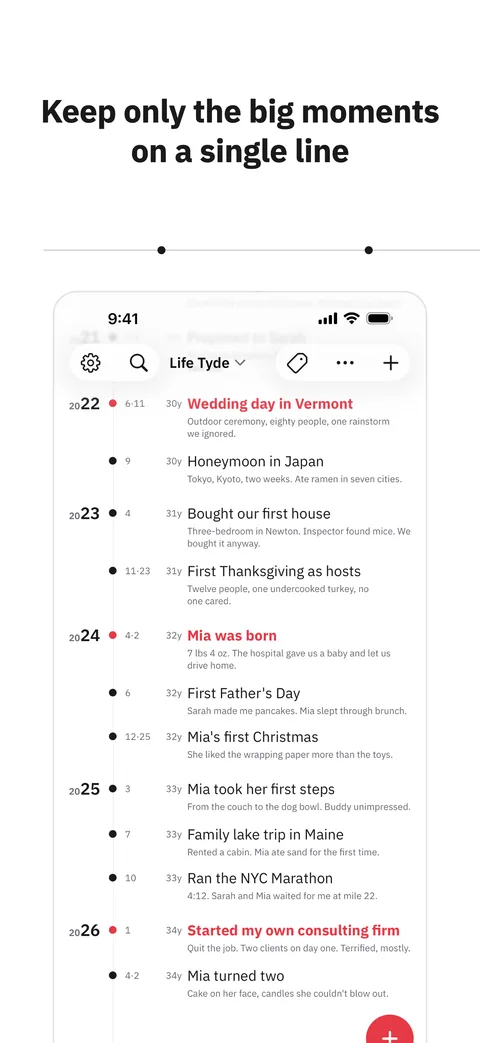 Keep only the big moments
on a single line
9:41
Life Tyde
2022 6·11 30y Wedding day in Vermont
Outdoor ceremony, eighty people, one rainstorm
we ignored.
9 30y Honeymoon in Japan
Tokyo, Kyoto, two weeks. Ate ramen in seven cities.
2023 4 31y Bought our first house
Three-bedroom in Newton. Inspector found mice. We
bought it anyway.
11·23 31y First Thanksgiving as hosts
Twelve people, one undercooked turkey, no
one cared.
2024 4·2 32y Mia was born
7 lbs 4 oz. The hospital gave us a baby and let us
drive home.
6 32y First Father's Day
Sarah made me pancakes. Mia slept through brunch.
12·25 32y Mia's first Christmas
She liked the wrapping paper more than the toys.
2025 3 33y Mia took her first steps
From the couch to the dog bowl. Buddy unimpressed.
7 33y Family lake trip in Maine
Rented a cabin. Mia ate sand for the first time.
10 33y Ran the NYC Marathon
4:12. Sarah and Mia waited for me at mile 22.
2026 1 34y Started my own consulting firm
Quit the job. Two clients on day one. Terrified, mostly.
4·2 34y Mia turned two
Cake on her face, candles she couldn't blow out.